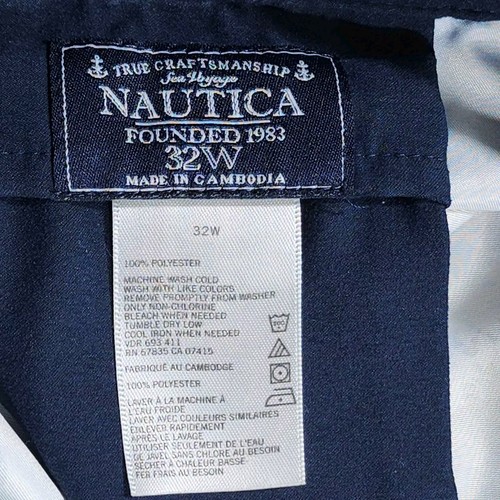 TRUE CRAFTSMANSHIP
Sea Voyage
NAUTICA
FOUNDED 1983
32W
MADE IN CAMBODIA
32W
100% POLYESTER
MACHINE WASH COLD
WASH WITH LIKE COLORS
REMOVE PROMPTLY FROM WASHER
ONLY NON-CHLORINE
BLEACH WHEN NEEDED
TUMBLE DRY LOW
COOL IRON WHEN NEEDED
VDR 693 411
RN 67835 CA 07415
FABRIQUÉ AU CAMBODGE
100% POLYESTER
LAVER À LA MACHINE À
L'EAU FROIDE
LAVER AVEC COULEURS SIMILAIRES
ENLEVER RAPIDEMENT
APRÈS LE LAVAGE
UTILISER SEULEMENT DE L'EAU
DE JAVEL SANS CHLORE AU BESOIN
SÉCHER À CHALEUR BASSE
FER FRAIS AU BESOIN